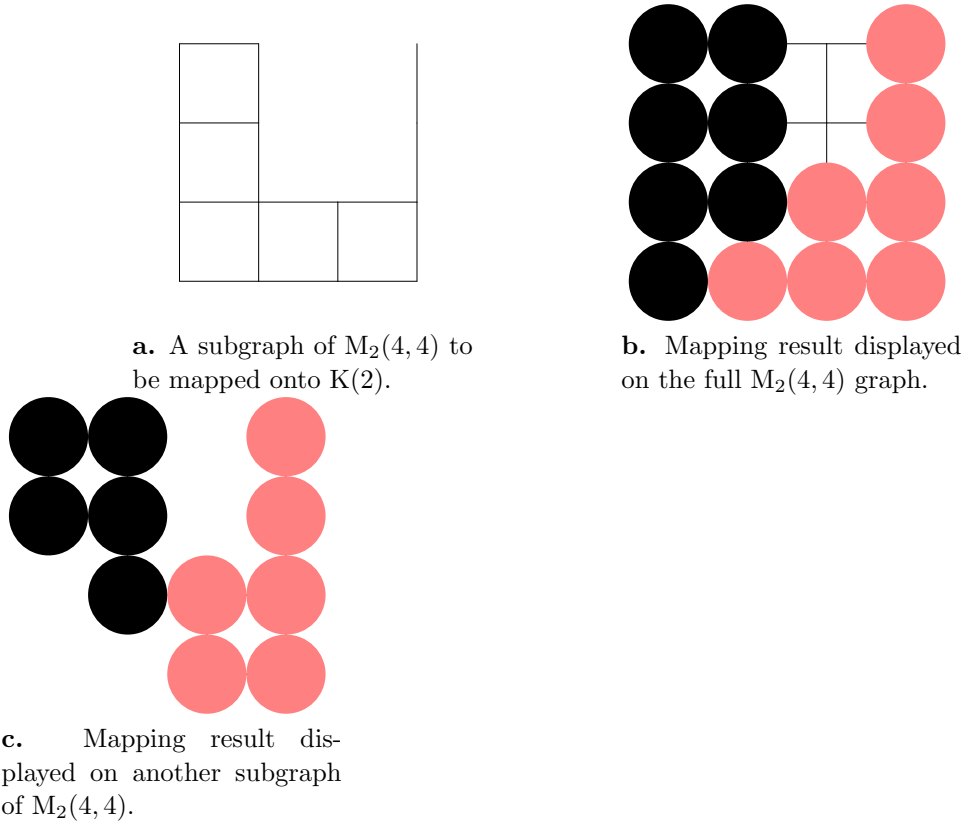 a. A subgraph of M₂(4, 4) to
be mapped onto K(2).
b. Mapping result displayed
on the full M₂(4, 4) graph.
c. Mapping result dis-
played on another subgraph
of M₂(4, 4).